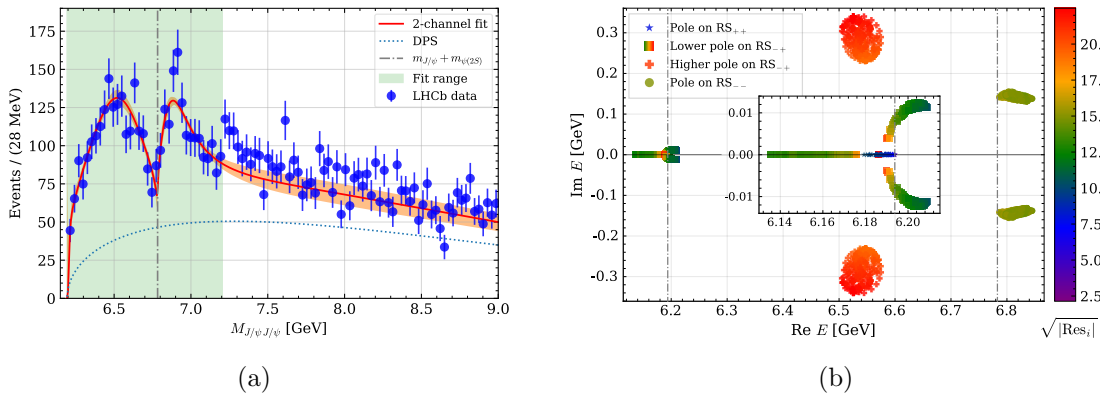 175
150
125
100
75
50
25
0
Events / (28 MeV)
2-channel fit
DPS
m_{J/ψ} + m_{ψ(2S)}
Fit range
LHCb data
6.5 7.0 7.5 8.0 8.5 9.0
M_{J/ψ J/ψ} [GeV]
(a)
0.3
0.2
0.1
0.0
-0.1
-0.2
-0.3
Im E [GeV]
Pole on RS_{++}
Lower pole on RS_{-+}
Higher pole on RS_{-+}
Pole on RS_{--}
0.01
0.00
-0.01
6.14 6.16 6.18 6.20
6.2 6.3 6.4 6.5 6.6 6.7 6.8
Re E [GeV]
20.
17.
15.
12.
10.
7.5
5.0
2.5
√|Res_i|
(b)